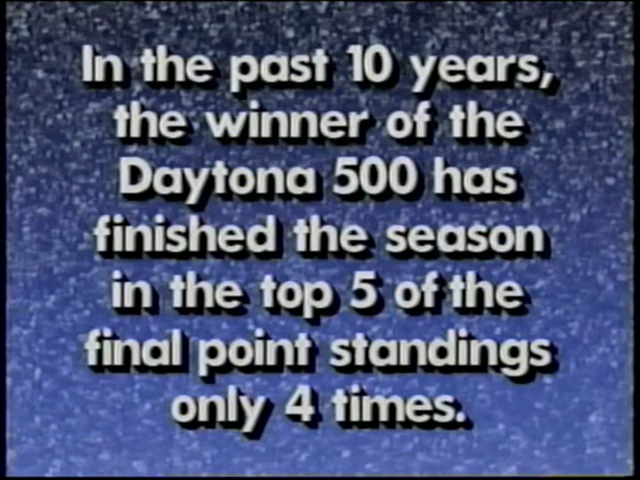 In the past 10 years,
the winner of the
Daytona 500 has
finished the season
in the top 5 of the
final point standings
only 4 times.